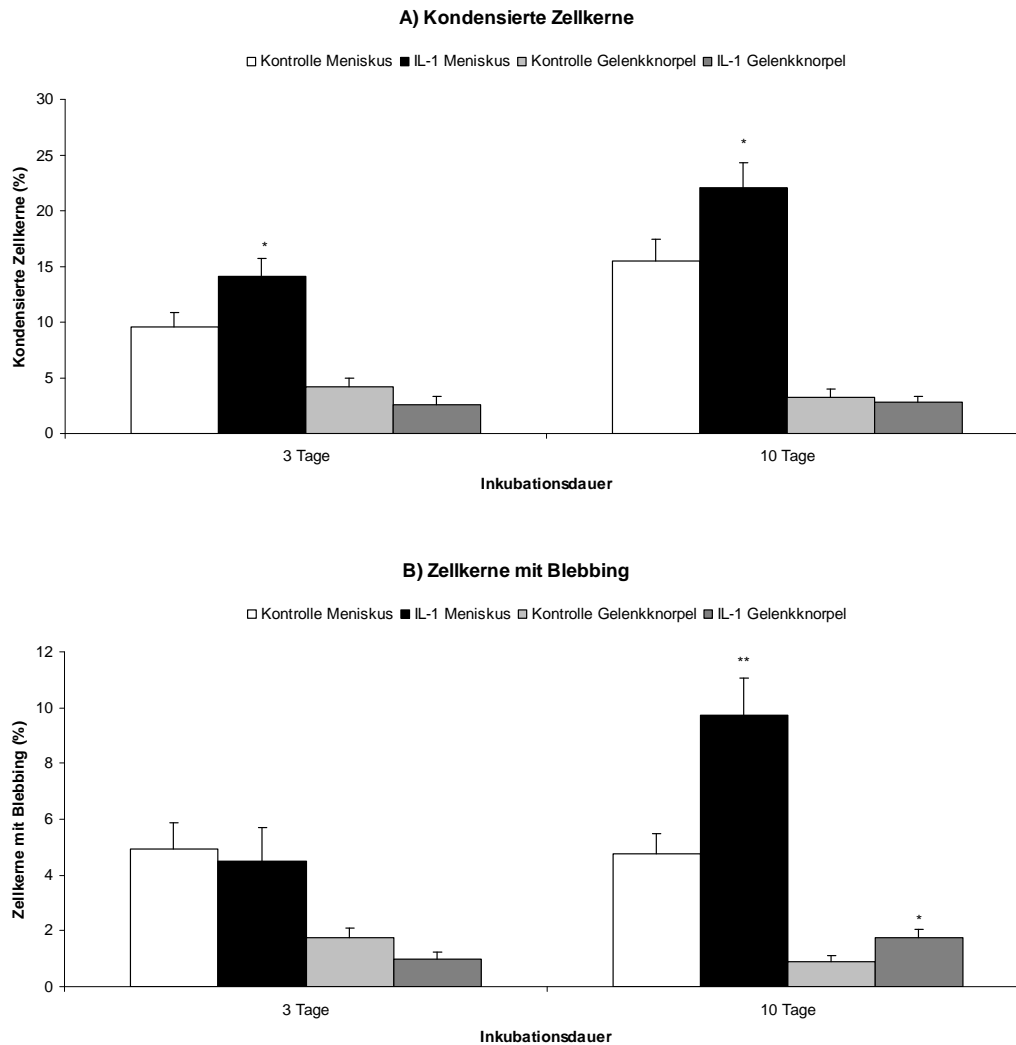 A) Kondensierte Zellkerne
Kontrolle Meniskus IL-1 Meniskus Kontrolle Gelenkknorpel IL-1 Gelenkknorpel
30
25
20
15
10
5
0
Kondensierte Zellkerne (%)
*
*
3 Tage 10 Tage
Inkubationsdauer
B) Zellkerne mit Blebbing
Kontrolle Meniskus IL-1 Meniskus Kontrolle Gelenkknorpel IL-1 Gelenkknorpel
12
10
8
6
4
2
0
Zellkerne mit Blebbing (%)
**
*
3 Tage 10 Tage
Inkubationsdauer